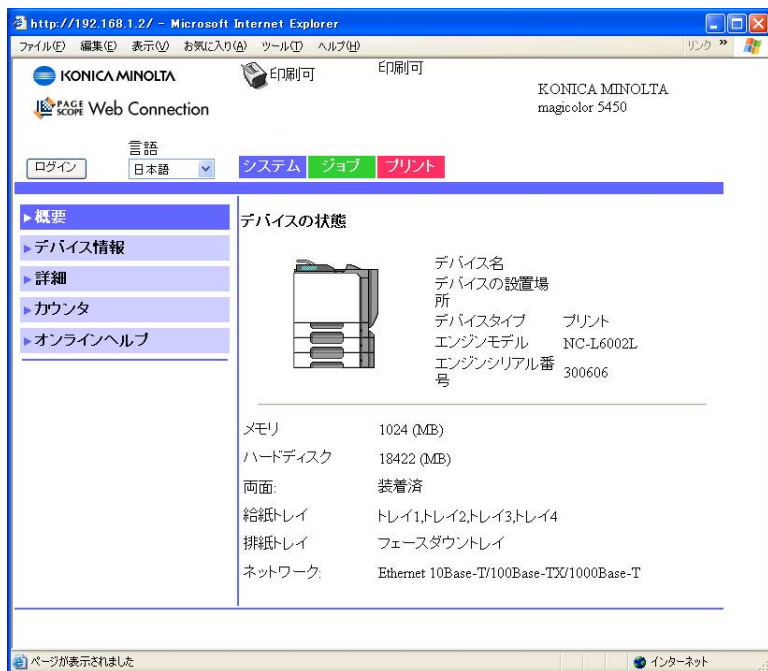 http://192.168.1.2/ - Microsoft Internet Explorer
ファイル(F) 編集(E) 表示(V) お気に入り(A) ツール(T) ヘルプ(H) リンク »
KONICA MINOLTA
印刷可
印刷可
KONICA MINOLTA
magicolor 5450
PAGE SCOPE Web Connection
言語
ログイン
日本語
システム ジョブ プリント
概要
デバイス情報
詳細
カウンタ
オンラインヘルプ
デバイスの状態
デバイス名
デバイスの設置場
所
デバイスタイプ プリント
エンジンモデル NC-L6002L
エンジンシリアル番
号 300606
メモリ 1024 (MB)
ハードディスク 18422 (MB)
両面: 装着済
給紙トレイ トレイ1,トレイ2,トレイ3,トレイ4
排紙トレイ フェースダウントレイ
ネットワーク: Ethernet 10Base-T/100Base-TX/1000Base-T
ページが表示されました
インターネット